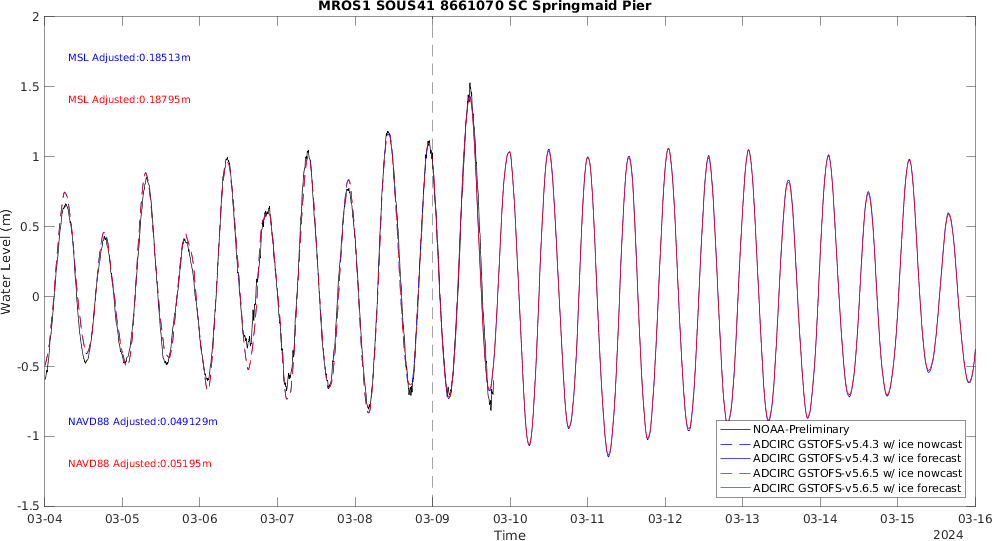 MROS1 SOUS41 8661070 SC Springmaid Pier
2
1.5
1
0.5
0
-0.5
-1
-1.5
Water Level (m)
MSL Adjusted:0.18513m
MSL Adjusted:0.18795m
NAVD88 Adjusted:0.049129m
NAVD88 Adjusted:0.05195m
NOAA-Preliminary
ADCIRC GSTOFS-v5.4.3 w/ ice nowcast
ADCIRC GSTOFS-v5.4.3 w/ ice forecast
ADCIRC GSTOFS-v5.6.5 w/ ice nowcast
ADCIRC GSTOFS-v5.6.5 w/ ice forecast
03-04 03-05 03-06 03-07 03-08 03-09 03-10 03-11 03-12 03-13 03-14 03-15 03-16
Time
2024